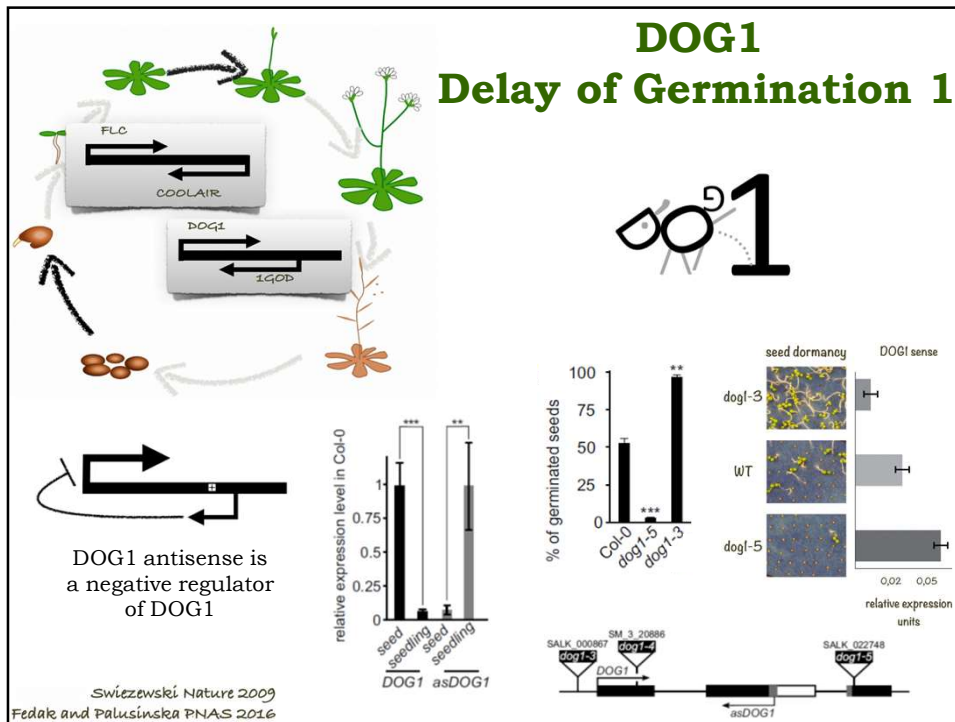 DOG1
Delay of Germination 1
FLC
COOLAIR
DOG1
1GOD
DOG1
DOG1 antisense is
a negative regulator
of DOG1
relative expression level in Col-0
1
0.75
0.5
0.25
0
*** **
seed seedling seed seedling
DOG1 asDOG1
% of germinated seeds
100
75
50
25
0
***
**
Col-0 dog1-5 dog1-3
seed dormancy DOG1 sense
dog1-3
WT
dog1-5
0,02 0,05
relative expression
units
SALK_000867 SM_3_20886 SALK_022748
dog1-3 dog1-4 dog1-5
DOG1
asDOG1
Swiezewski Nature 2009
Fedak and Palusinska PNAS 2016